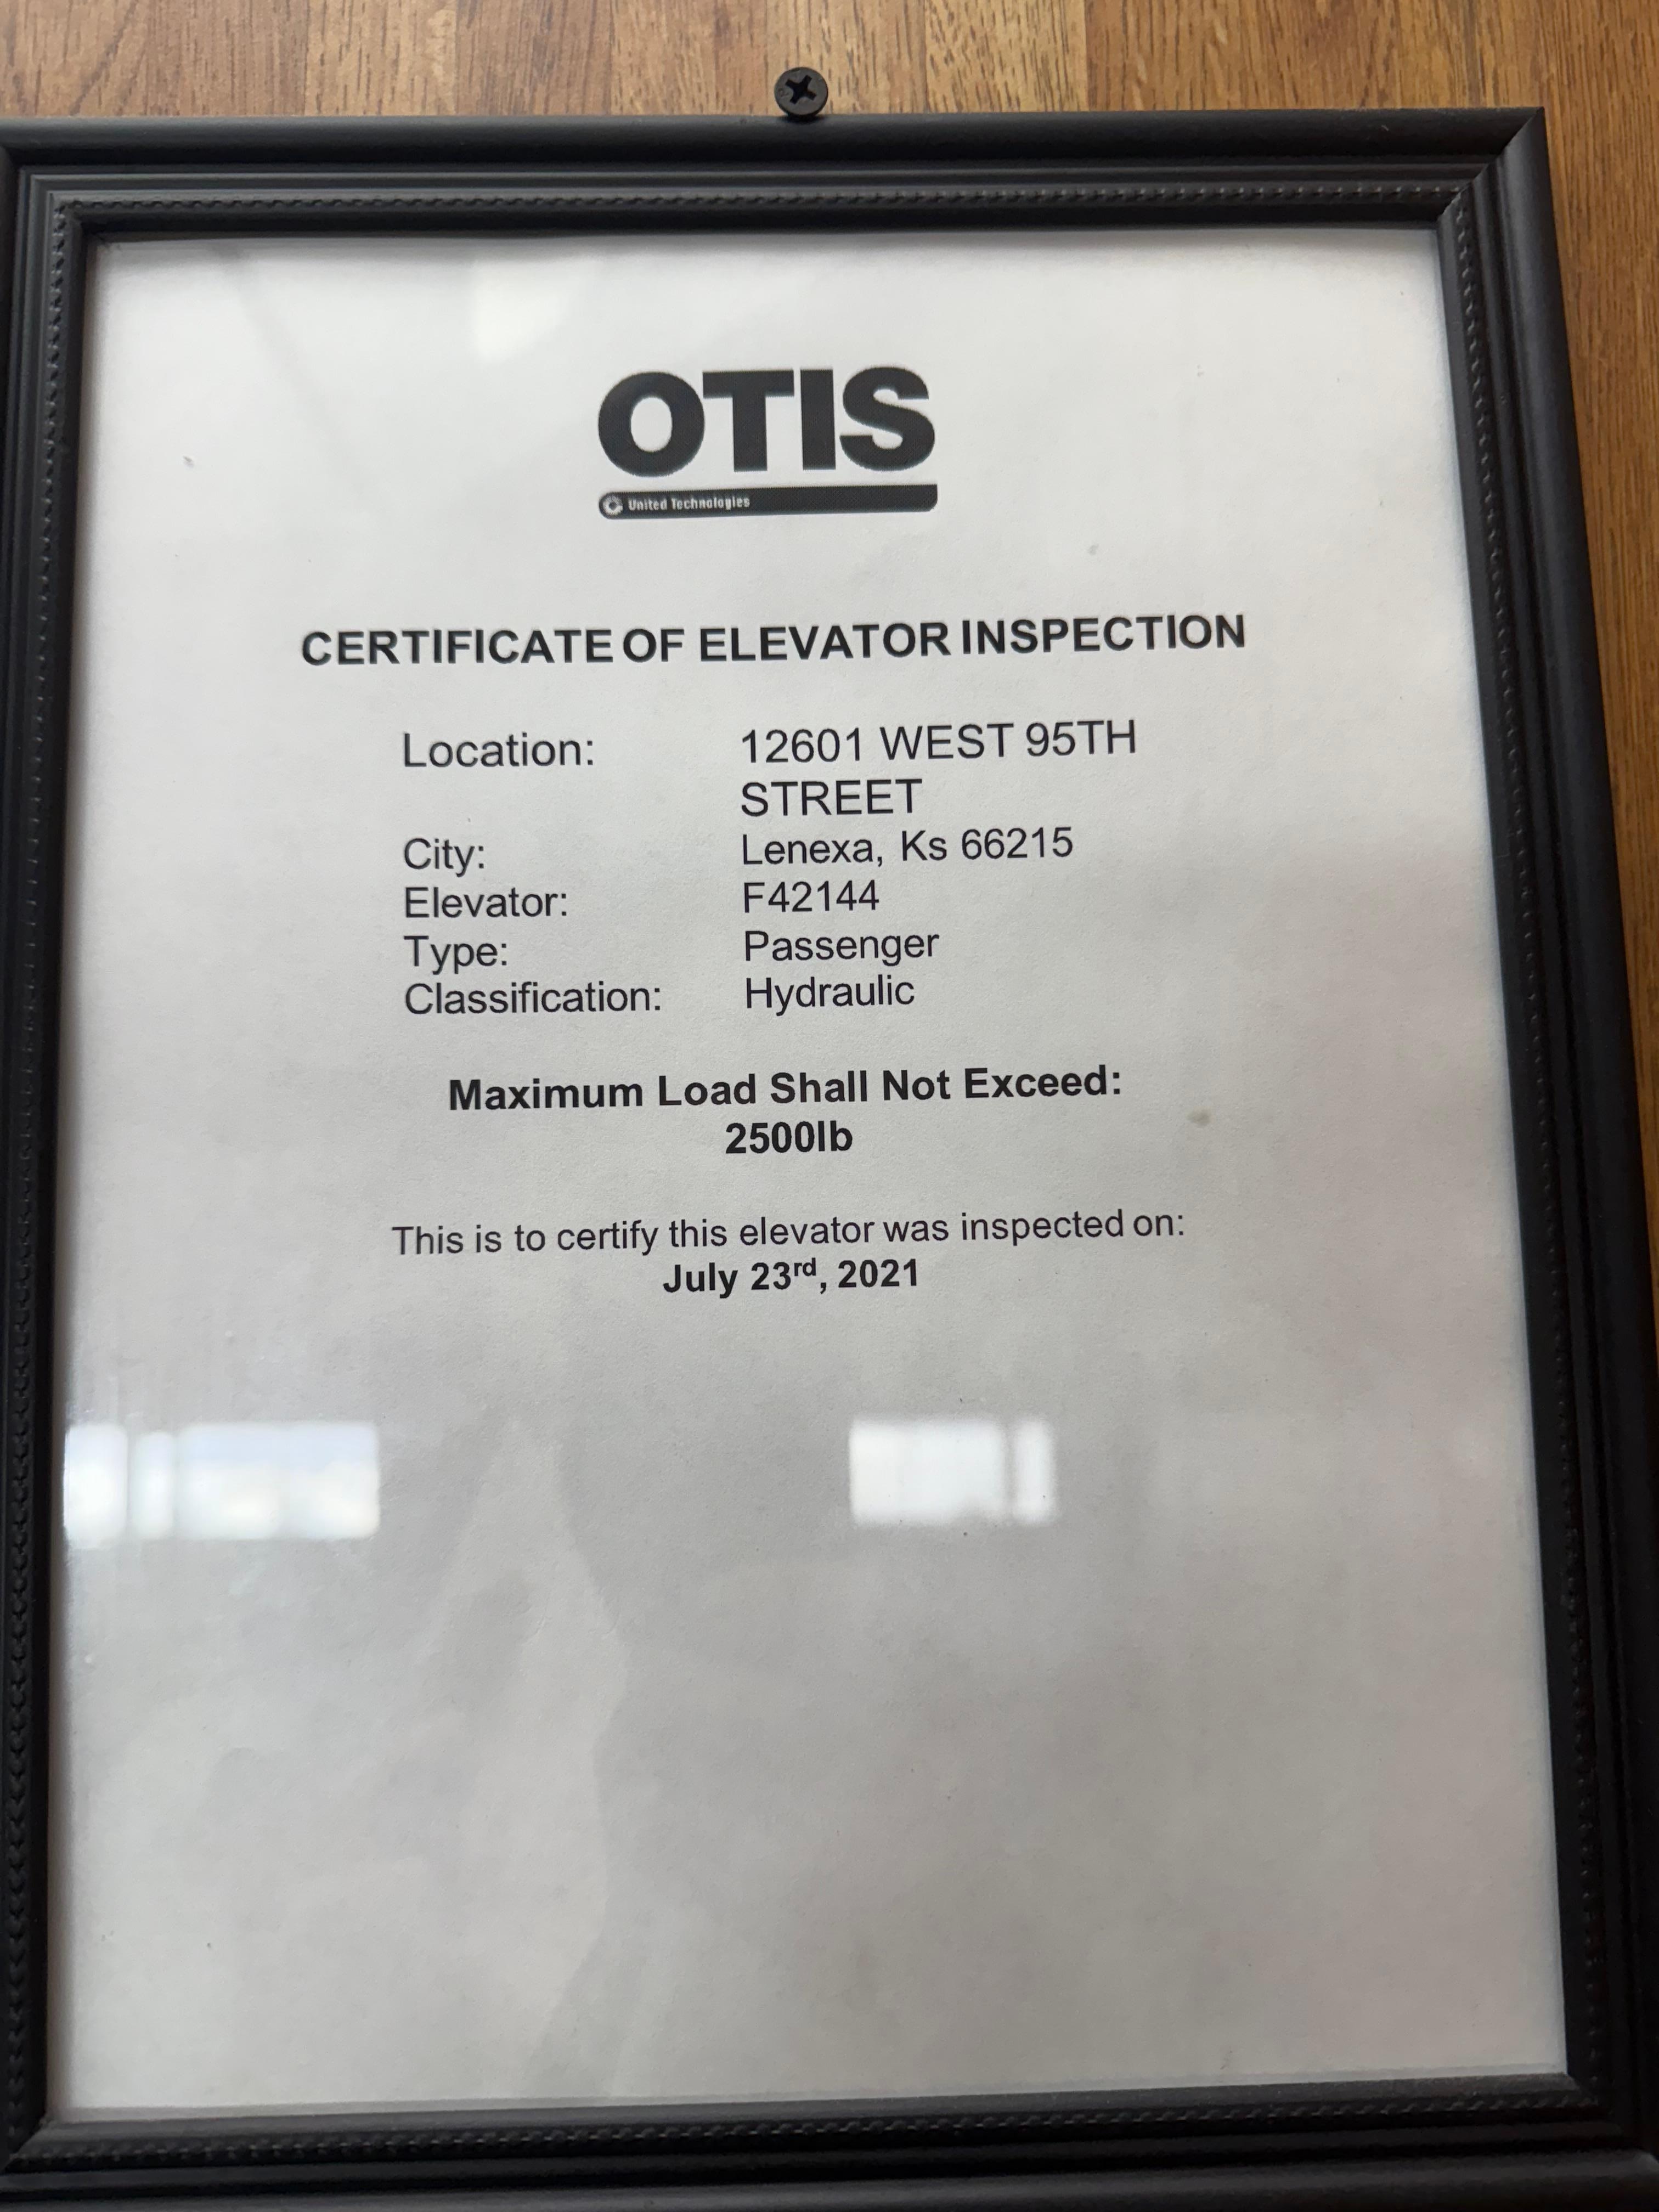 OTIS
United Technologies
CERTIFICATE OF ELEVATOR INSPECTION
Location: 12601 WEST 95TH
STREET
City: Lenexa, Ks 66215
Elevator: F42144
Type: Passenger
Classification: Hydraulic
Maximum Load Shall Not Exceed:
2500lb
This is to certify this elevator was inspected on:
July 23rd, 2021